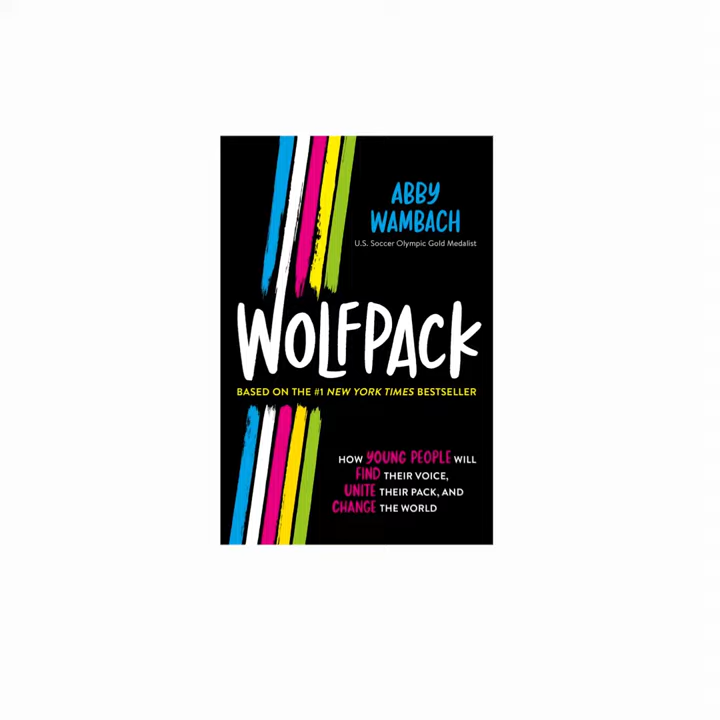 ABBY
WAMBACH
U.S. Soccer Olympic Gold Medalist
WOLFPACK
BASED ON THE #1 NEW YORK TIMES BESTSELLER
HOW YOUNG PEOPLE WILL
FIND THEIR VOICE,
UNITE THEIR PACK, AND
CHANGE THE WORLD